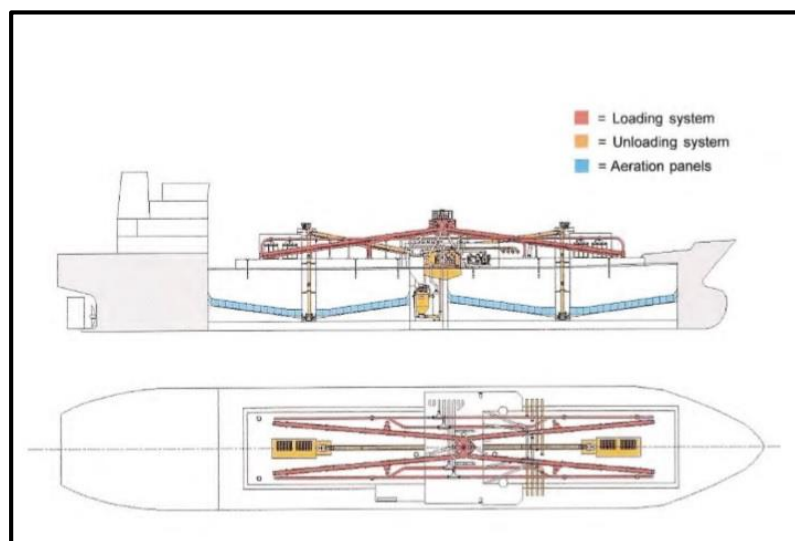 = Loading system
= Unloading system
= Aeration panels